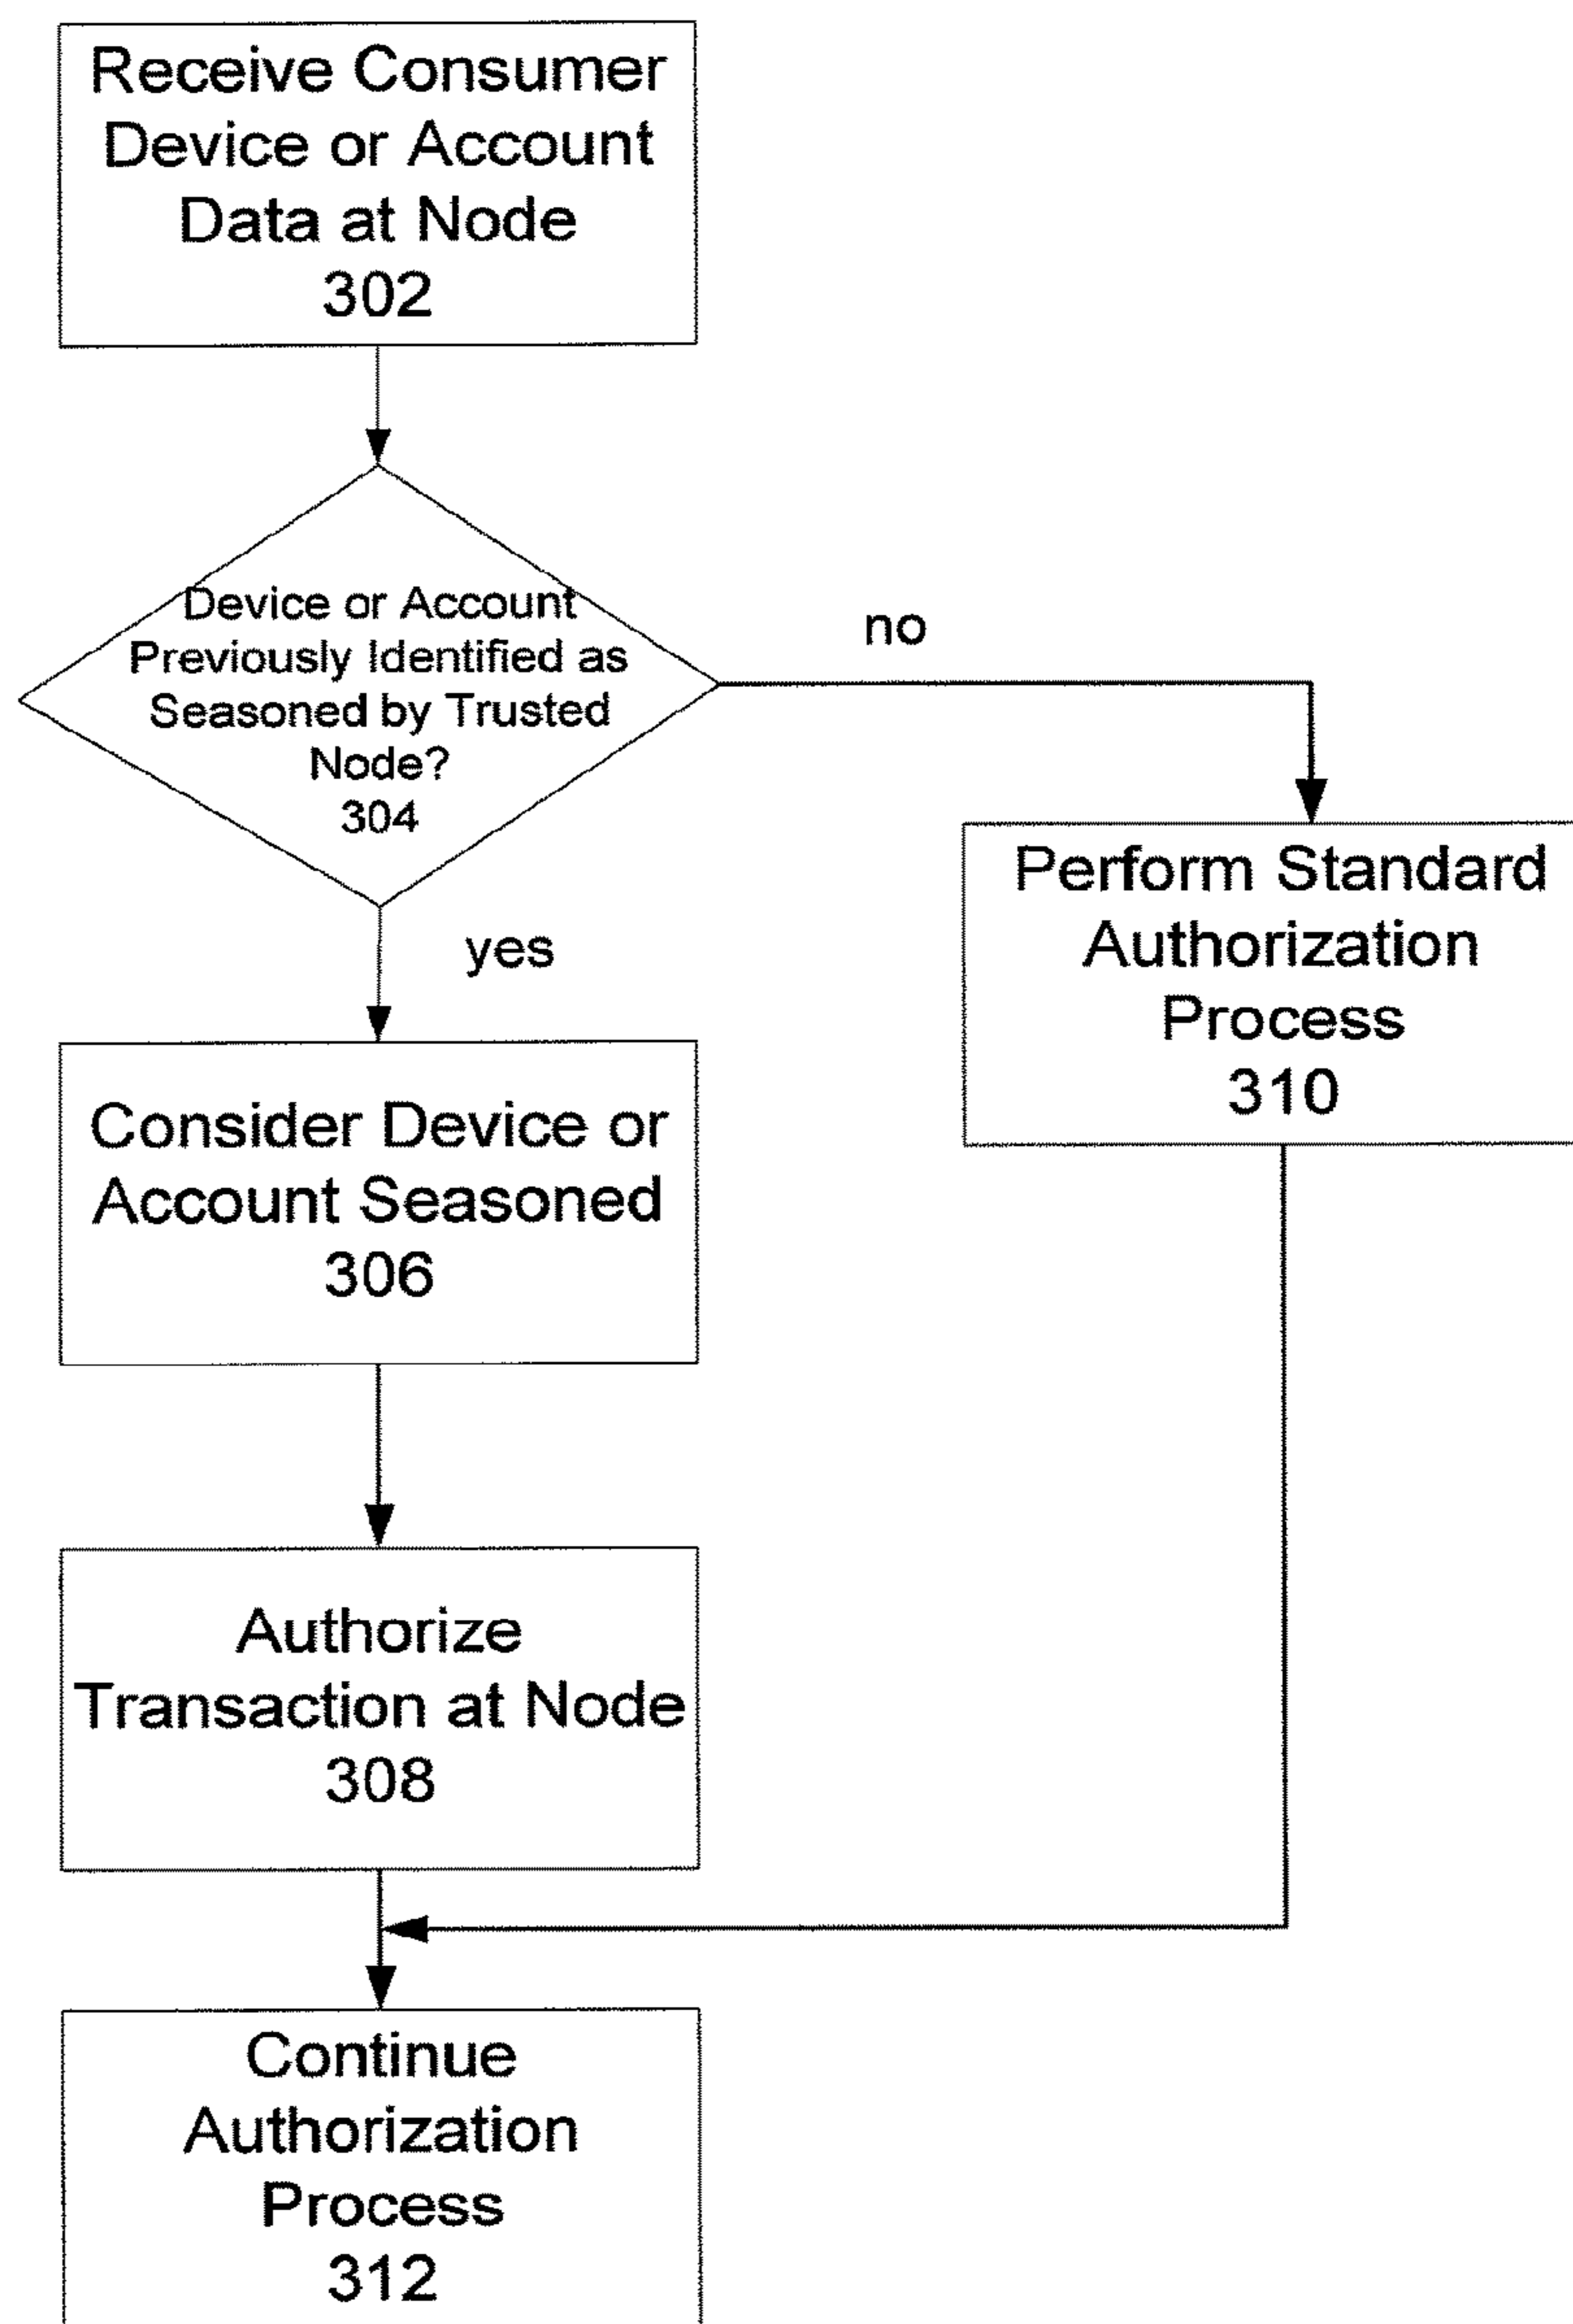 Receive Consumer
Device or Account
Data at Node
302
Device or Account
Previously Identified as
Seasoned by Trusted
Node?
304
no
yes
Perform Standard
Authorization
Process
310
Consider Device or
Account Seasoned
306
Authorize
Transaction at Node
308
Continue
Authorization
Process
312